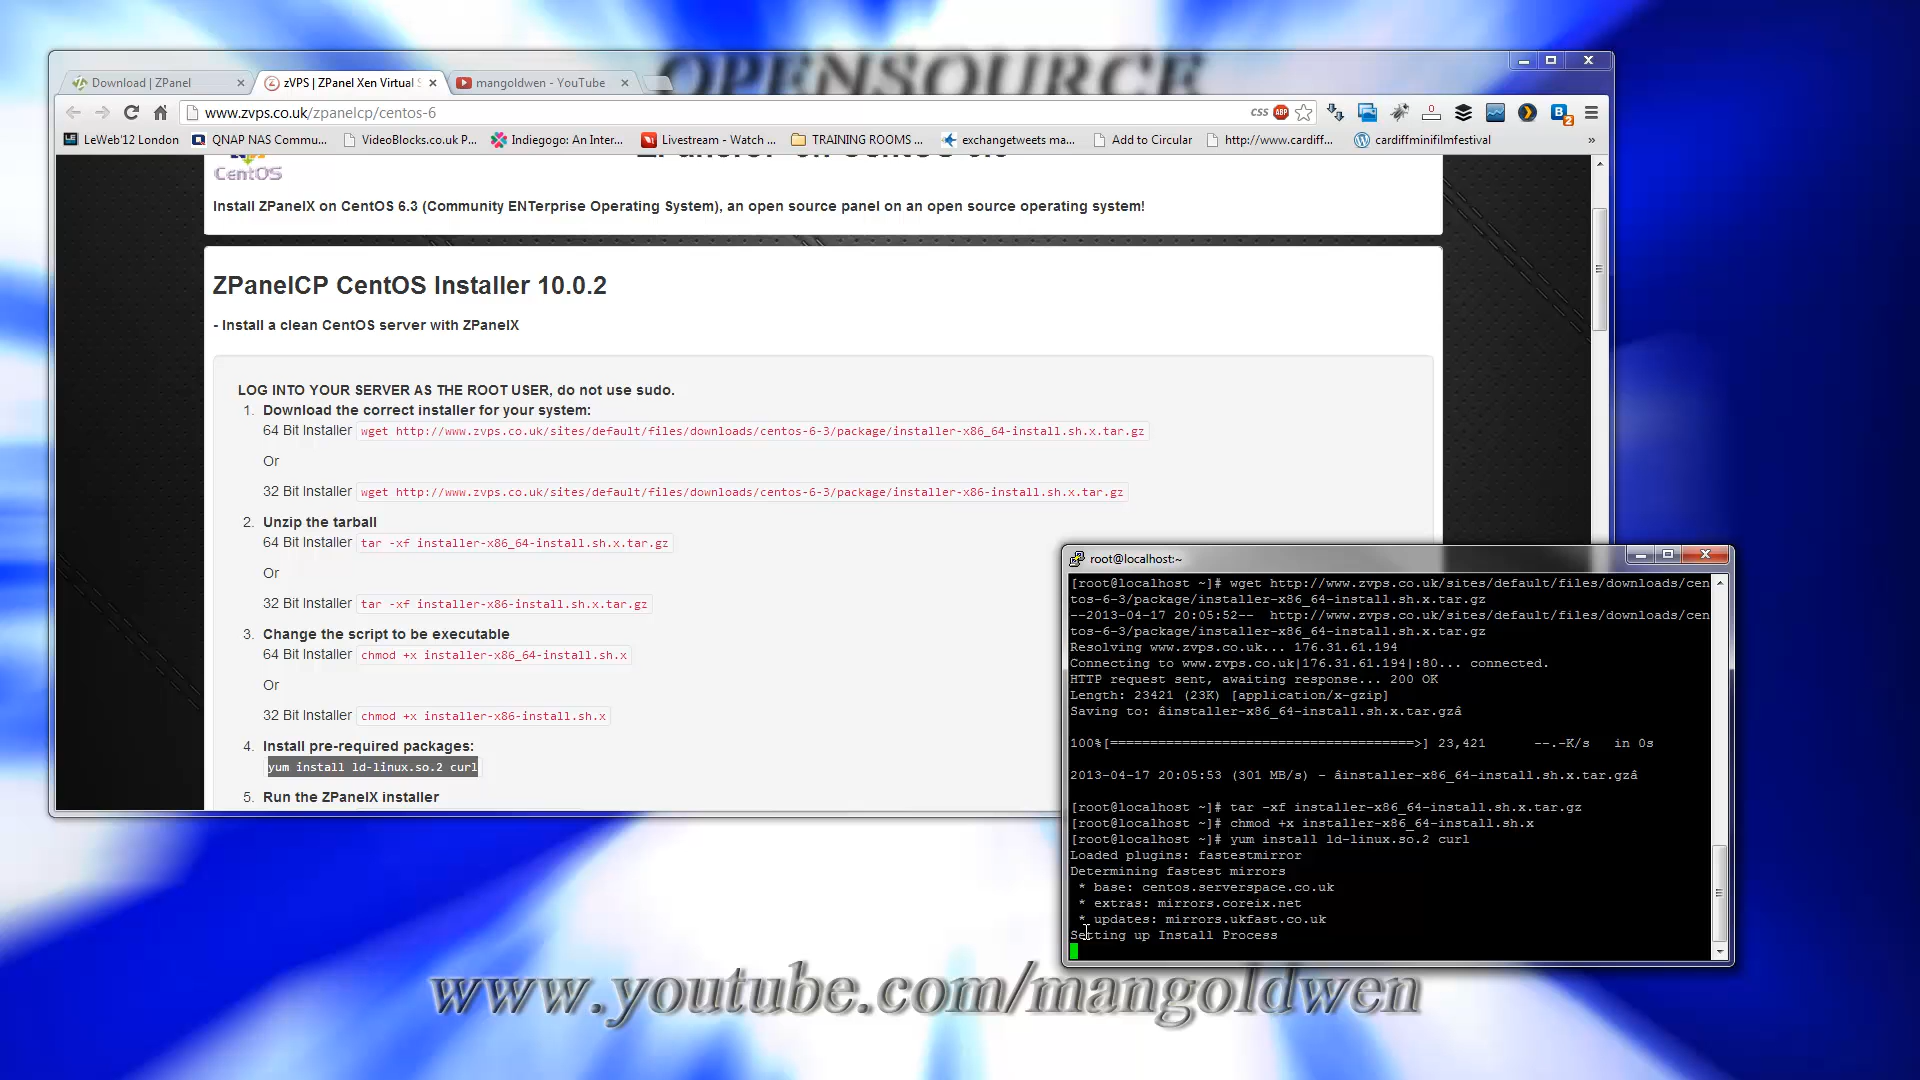 OPENSOURCE
Download | ZPanel
zVPS | ZPanel Xen Virtual S
mangoldwen - YouTube
www.zvps.co.uk/zpanelcp/centos-6
CSS ABP 0 B 2
LeWeb'12 London
QNAP NAS Commu...
VideoBlocks.co.uk P...
Indiegogo: An Inter...
Livestream - Watch ...
TRAINING ROOMS ...
exchangetweets ma...
Add to Circular
http://www.cardiff...
cardiffminifilmfestival
»
CentOS
Install ZPanelX on CentOS 6.3 (Community ENTerprise Operating System), an open source panel on an open source operating system!
ZPanelCP CentOS Installer 10.0.2
- Install a clean CentOS server with ZPanelX
LOG INTO YOUR SERVER AS THE ROOT USER, do not use sudo.
1. Download the correct installer for your system:
64 Bit Installer wget http://www.zvps.co.uk/sites/default/files/downloads/centos-6-3/package/installer-x86_64-install.sh.x.tar.gz
Or
32 Bit Installer wget http://www.zvps.co.uk/sites/default/files/downloads/centos-6-3/package/installer-x86-install.sh.x.tar.gz
2. Unzip the tarball
64 Bit Installer tar -xf installer-x86_64-install.sh.x.tar.gz
Or
32 Bit Installer tar -xf installer-x86-install.sh.x.tar.gz
3. Change the script to be executable
64 Bit Installer chmod +x installer-x86_64-install.sh.x
Or
32 Bit Installer chmod +x installer-x86-install.sh.x
4. Install pre-required packages:
yum install ld-linux.so.2 curl
5. Run the ZPanelX installer
root@localhost:~
[root@localhost ~]# wget http://www.zvps.co.uk/sites/default/files/downloads/cen
tos-6-3/package/installer-x86_64-install.sh.x.tar.gz
--2013-04-17 20:05:52--  http://www.zvps.co.uk/sites/default/files/downloads/cen
tos-6-3/package/installer-x86_64-install.sh.x.tar.gz
Resolving www.zvps.co.uk... 176.31.61.194
Connecting to www.zvps.co.uk|176.31.61.194|:80... connected.
HTTP request sent, awaiting response... 200 OK
Length: 23421 (23K) [application/x-gzip]
Saving to: âinstaller-x86_64-install.sh.x.tar.gzâ
100%[======================================>] 23,421      --.-K/s   in 0s
2013-04-17 20:05:53 (301 MB/s) - âinstaller-x86_64-install.sh.x.tar.gzâ
[root@localhost ~]# tar -xf installer-x86_64-install.sh.x.tar.gz
[root@localhost ~]# chmod +x installer-x86_64-install.sh.x
[root@localhost ~]# yum install ld-linux.so.2 curl
Loaded plugins: fastestmirror
Determining fastest mirrors
 * base: centos.serverspace.co.uk
 * extras: mirrors.coreix.net
 * updates: mirrors.ukfast.co.uk
Setting up Install Process
www.youtube.com/mangoldwen